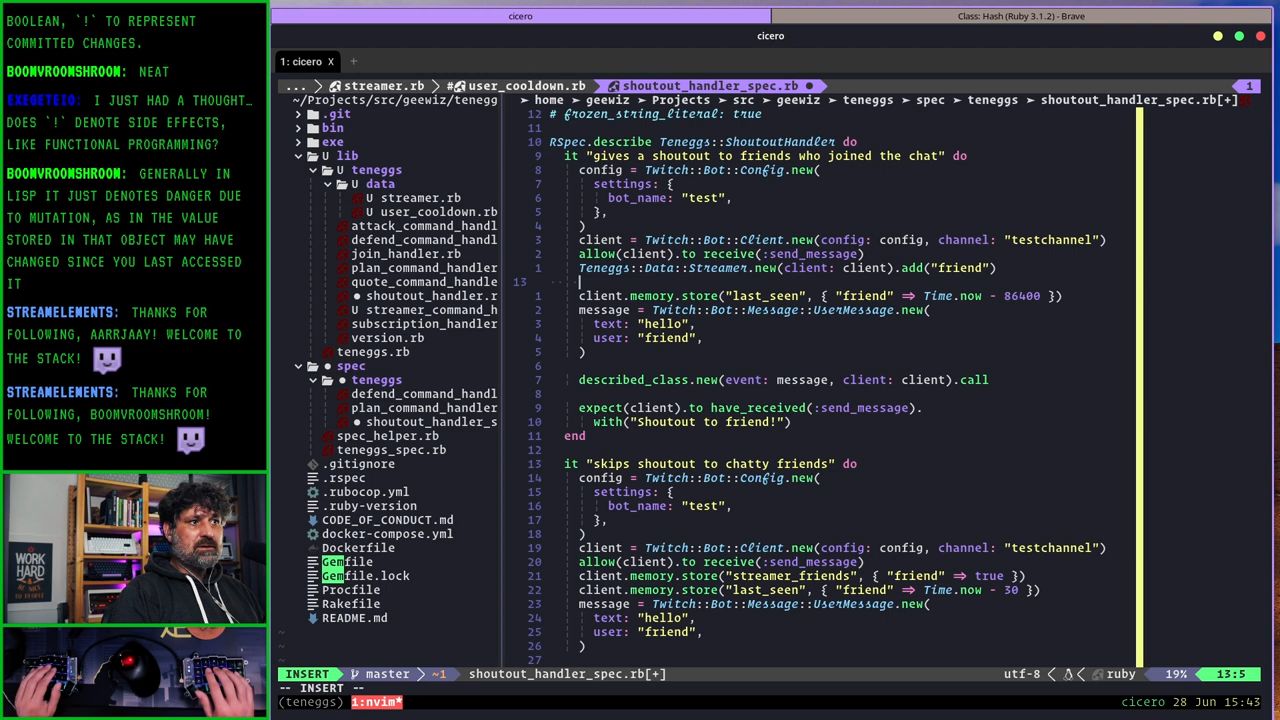 BOOLEAN, `!` TO REPRESENT
COMMITTED CHANGES.
BOOMVROOMSHROOM: NEAT
EXEGETEIO: I JUST HAD A THOUGHT…
DOES `!` DENOTE SIDE EFFECTS,
LIKE FUNCTIONAL PROGRAMMING?
BOOMVROOMSHROOM: GENERALLY IN
LISP IT JUST DENOTES DANGER DUE
TO MUTATION, AS IN THE VALUE
STORED IN THAT OBJECT MAY HAVE
CHANGED SINCE YOU LAST ACCESSED
IT
STREAMELEMENTS: THANKS FOR
FOLLOWING, AARRJAAY! WELCOME TO
THE STACK!
STREAMELEMENTS: THANKS FOR
FOLLOWING, BOOMVROOMSHROOM!
WELCOME TO THE STACK!
WORK
HARD
cicero
Class: Hash (Ruby 3.1.2) - Brave
cicero
1: cicero X +
... streamer.rb #user_cooldown.rb shoutout_handler_spec.rb ● 1
~/Projects/src/geewiz/tenegg
.git
bin
exe
U lib
U teneggs
U data
U streamer.rb
U user_cooldown.rb
attack_command_handl
defend_command_handl
join_handler.rb
plan_command_handler
quote_command_handle
● shoutout_handler.r
U streamer_command_h
subscription_handler
version.rb
teneggs.rb
● spec
● teneggs
defend_command_handl
plan_command_handler
● shoutout_handler_s
spec_helper.rb
teneggs_spec.rb
.gitignore
.rspec
.rubocop.yml
.ruby-version
CODE_OF_CONDUCT.md
docker-compose.yml
Dockerfile
Gemfile
Gemfile.lock
Procfile
Rakefile
README.md
~
~
~
► home ► geewiz ► Projects ► src ► geewiz ► teneggs ► spec ► teneggs ► shoutout_handler_spec.rb[+]
12 # frozen_string_literal: true
11
10 RSpec.describe Teneggs::ShoutoutHandler do
9 it "gives a shoutout to friends who joined the chat" do
8 config = Twitch::Bot::Config.new(
7 settings: {
6 bot_name: "test",
5 },
4 )
3 client = Twitch::Bot::Client.new(config: config, channel: "testchannel")
2 allow(client).to receive(:send_message)
1 Teneggs::Data::Streamer.new(client: client).add("friend")
13
1 client.memory.store("last_seen", { "friend" => Time.now - 86400 })
2 message = Twitch::Bot::Message::UserMessage.new(
3 text: "hello",
4 user: "friend",
5 )
6
7 described_class.new(event: message, client: client).call
8
9 expect(client).to have_received(:send_message).
10 with("Shoutout to friend!")
11 end
12
13 it "skips shoutout to chatty friends" do
14 config = Twitch::Bot::Config.new(
15 settings: {
16 bot_name: "test",
17 },
18 )
19 client = Twitch::Bot::Client.new(config: config, channel: "testchannel")
20 allow(client).to receive(:send_message)
21 client.memory.store("streamer_friends", { "friend" => true })
22 client.memory.store("last_seen", { "friend" => Time.now - 30 })
23 message = Twitch::Bot::Message::UserMessage.new(
24 text: "hello",
25 user: "friend",
26 )
27
INSERT master ~1 shoutout_handler_spec.rb[+] utf-8 ruby 19% 13:5
-- INSERT --
(teneggs) 1:nvim* cicero 28 Jun 15:43